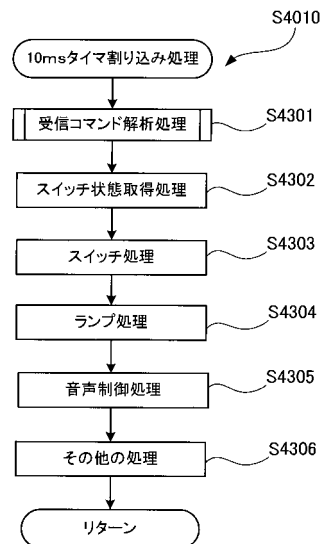 S4010
10msタイマ割り込み処理
受信コマンド解析処理
S4301
スイッチ状態取得処理
S4302
スイッチ処理
S4303
ランプ処理
S4304
音声制御処理
S4305
その他の処理
S4306
リターン